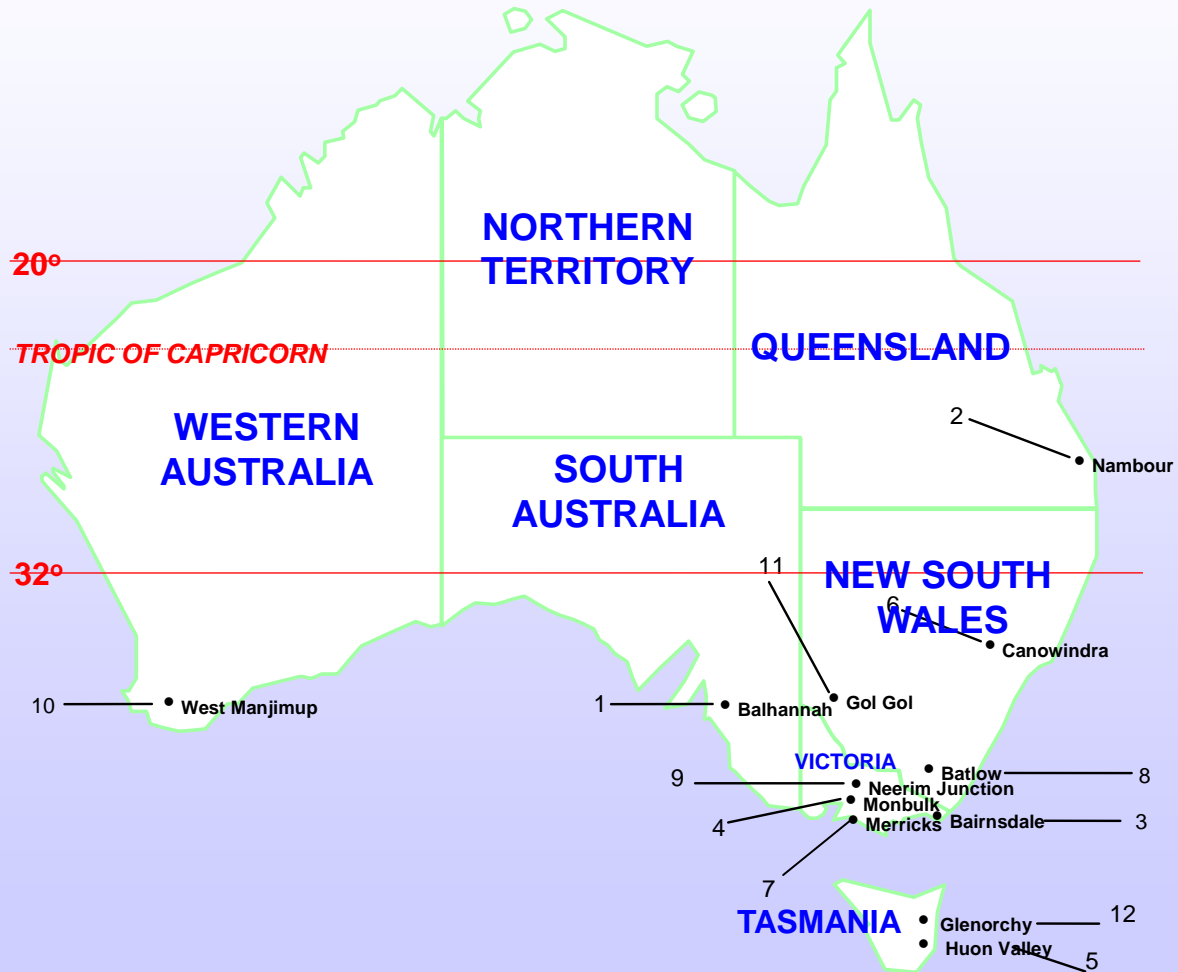 NORTHERN
TERRITORY
20º
TROPIC OF CAPRICORN
QUEENSLAND
WESTERN
AUSTRALIA
2
SOUTH
AUSTRALIA
Nambour
32º
11
NEW SOUTH
WALES
6
Canowindra
10
West Manjimup
1
Balhannah
Gol Gol
VICTORIA
Batlow
8
9
Neerim Junction
Monbulk
4
Merricks
Bairnsdale
3
7
TASMANIA
Glenorchy
12
Huon Valley
5